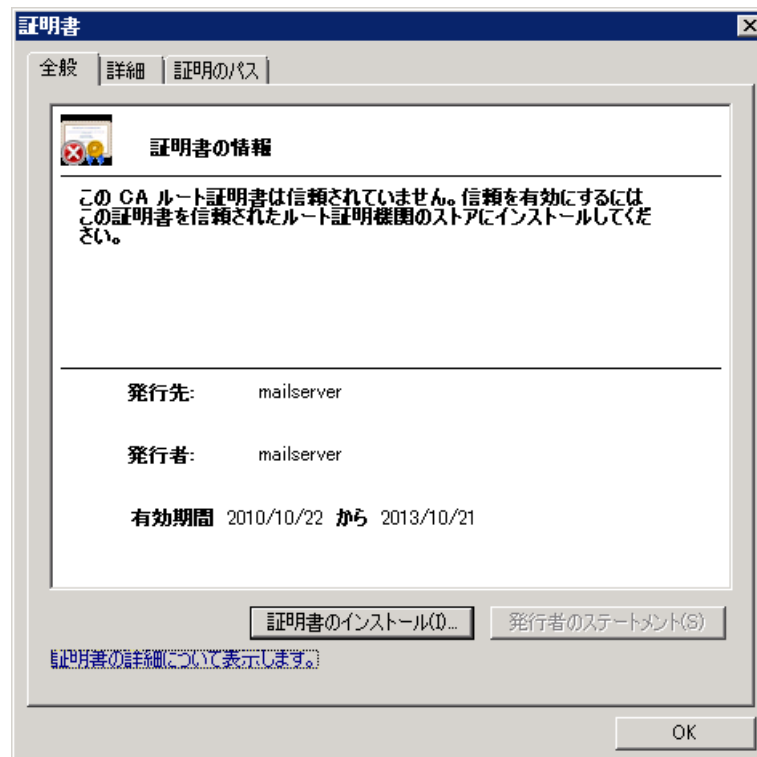 証明書
全般
詳細
証明のパス
証明書の情報
この CA ルート証明書は信頼されていません。信頼を有効にするには
この証明書を信頼されたルート証明機関のストアにインストールしてくだ
さい。
発行先: mailserver
発行者: mailserver
有効期間 2010/10/22 から 2013/10/21
証明書のインストール(I)...
発行者のステートメント(S)
証明書の詳細について表示します。
OK